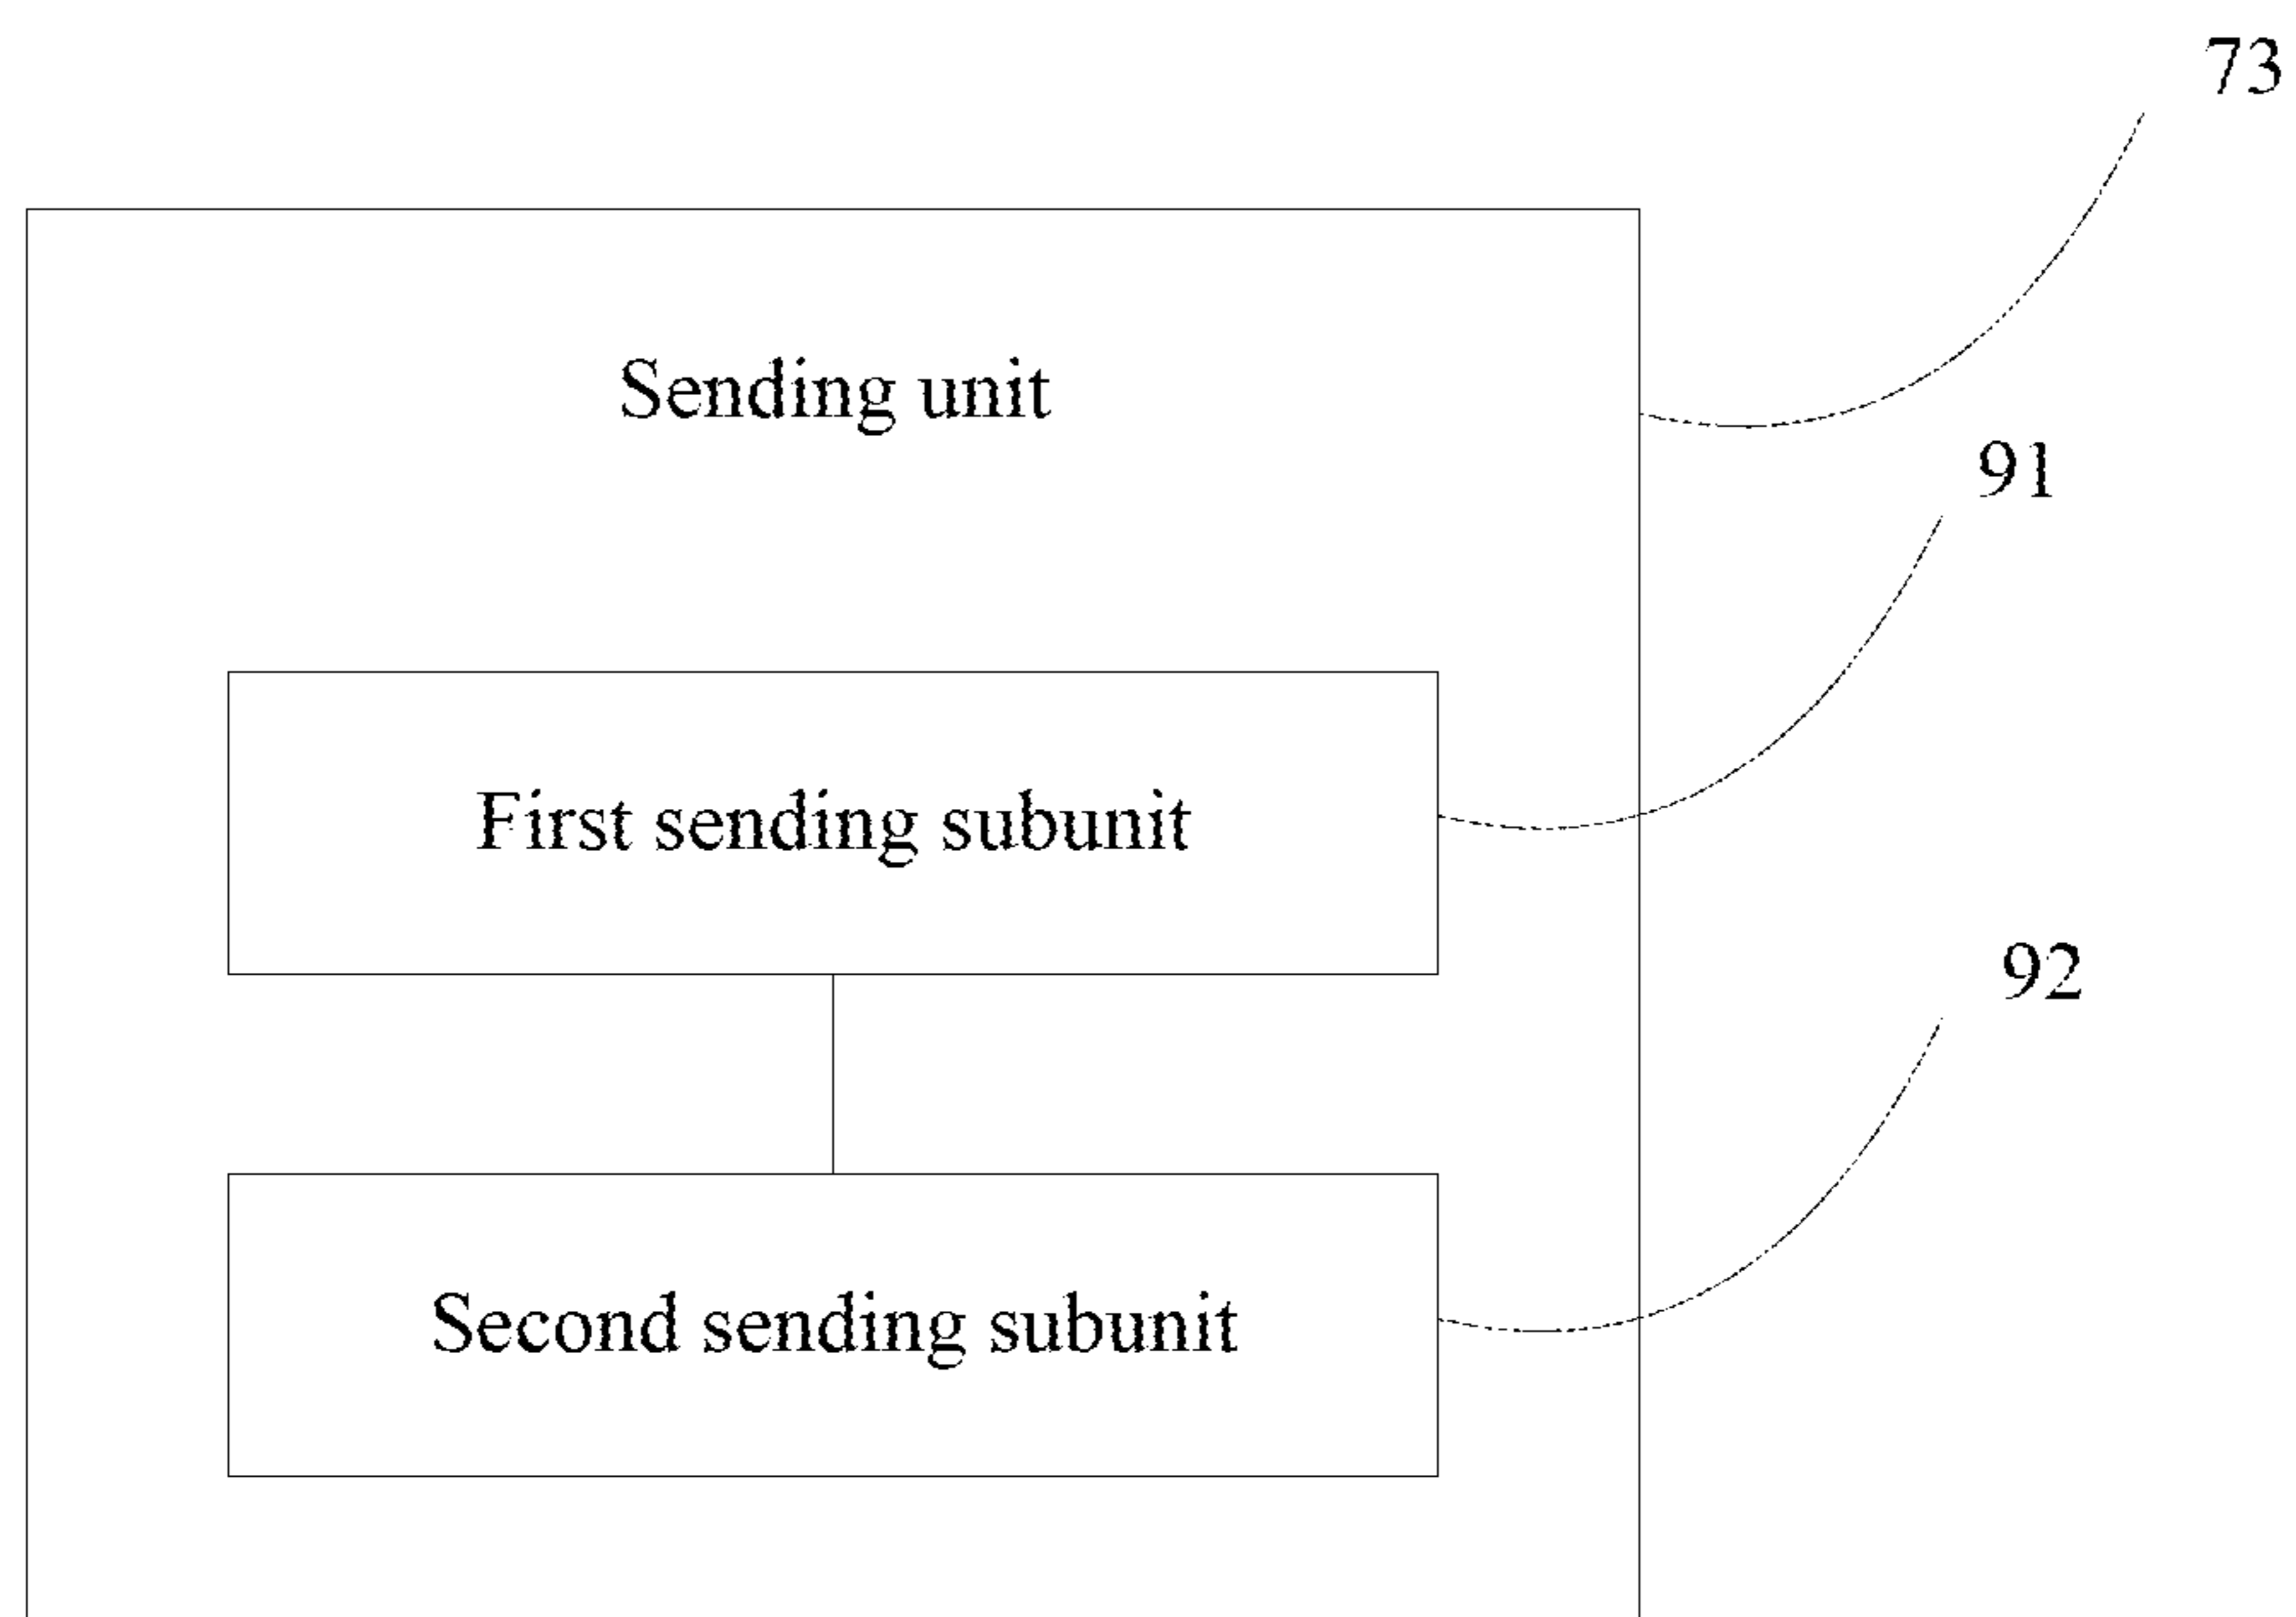 73
Sending unit
91
First sending subunit
92
Second sending subunit